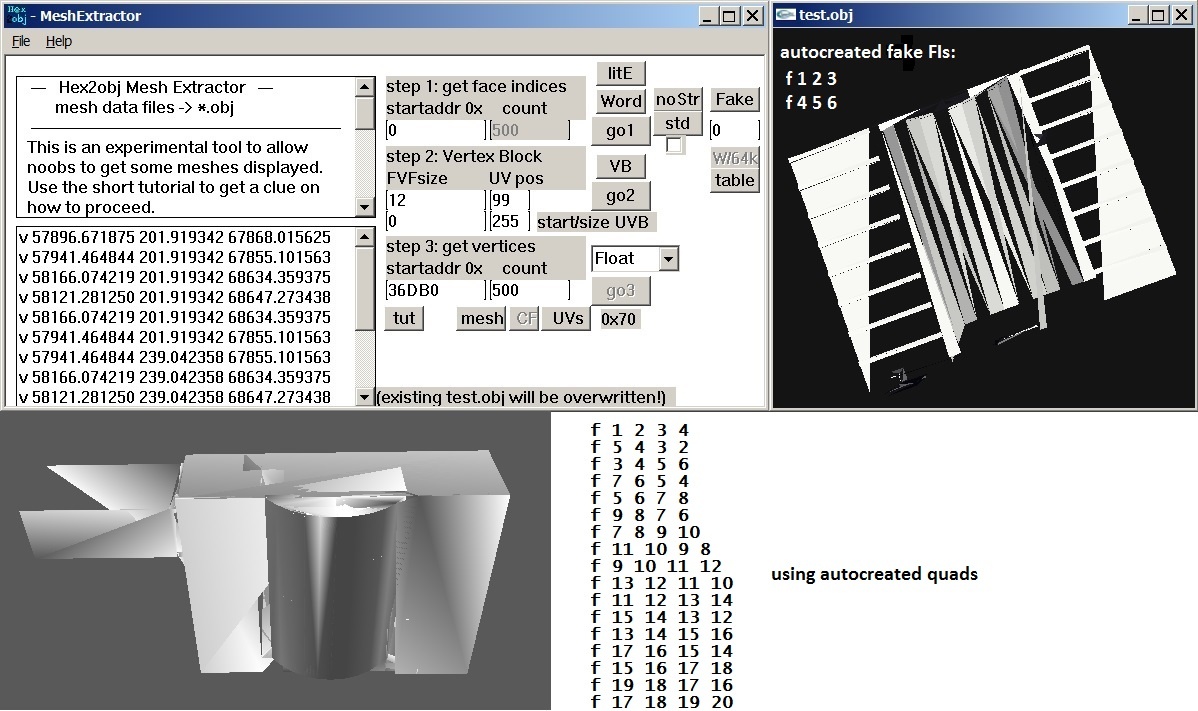 Hex obj - MeshExtractor
File Help
— Hex2obj Mesh Extractor —
mesh data files -> *.obj
This is an experimental tool to allow
noobs to get some meshes displayed.
Use the short tutorial to get a clue on
how to proceed.
v 57896.671875 201.919342 67868.015625
v 57941.464844 201.919342 67855.101563
v 58166.074219 201.919342 68634.359375
v 58121.281250 201.919342 68647.273438
v 58166.074219 201.919342 68634.359375
v 57941.464844 201.919342 67855.101563
v 57941.464844 239.042358 67855.101563
v 58166.074219 239.042358 68634.359375
v 58121.281250 239.042358 68647.273438
step 1: get face indices
startaddr 0x count
0 500
step 2: Vertex Block
FVFsize UV pos
12 99
0 255 start/size UVB
step 3: get vertices
startaddr 0x count
36DB0 500
tut mesh CF UVs 0x70
(existing test.obj will be overwritten!)
litE
Word
go1
VB
go2
Float
go3
noStr
std
Fake
0
W/64k
table
test.obj
autocreated fake FIs:
f 1 2 3
f 4 5 6
f 1 2 3 4
f 5 4 3 2
f 3 4 5 6
f 7 6 5 4
f 5 6 7 8
f 9 8 7 6
f 7 8 9 10
f 11 10 9 8
f 9 10 11 12
f 13 12 11 10
f 11 12 13 14
f 15 14 13 12
f 13 14 15 16
f 17 16 15 14
f 15 16 17 18
f 19 18 17 16
f 17 18 19 20
using autocreated quads